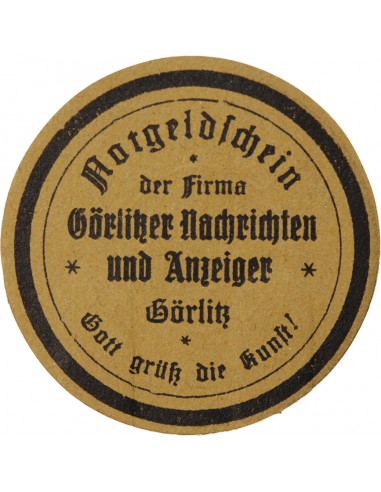 Notgeldschein
*
der Firma
Görlitzer Nachrichten
* und Anzeiger *
Görlitz
*
Gott grüß die Kunst!